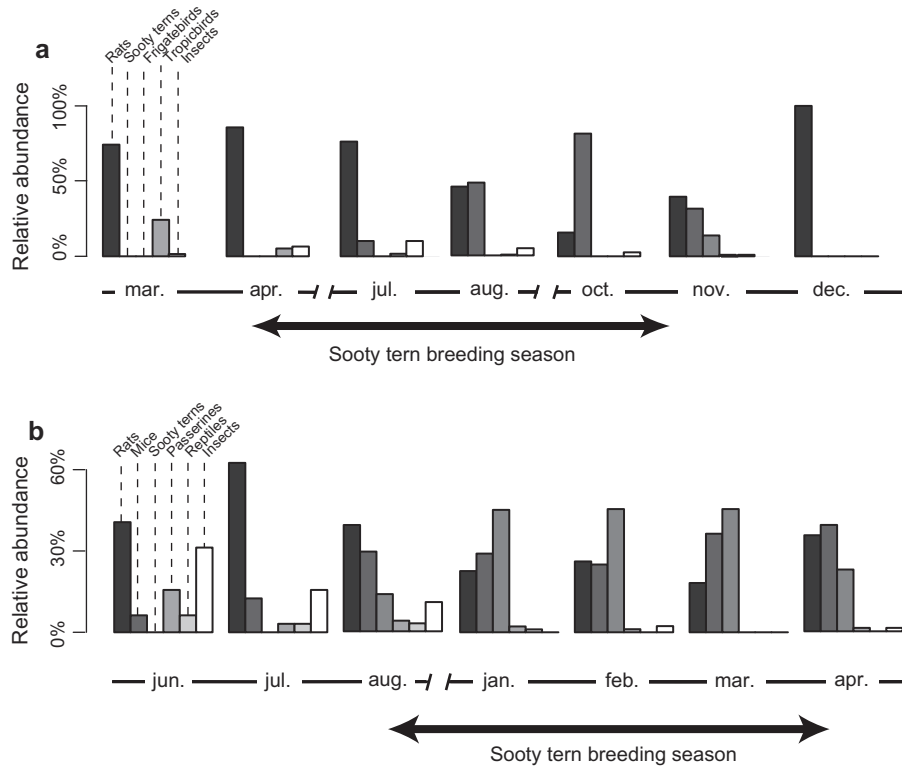 a
Rats
Sooty terns
Frigatebirds
Tropicbirds
Insects
Relative abundance
100%
50%
0%
mar. apr. jul. aug. oct. nov. dec.
Sooty tern breeding season
b
Rats
Mice
Sooty terns
Passerines
Reptiles
Insects
Relative abundance
60%
30%
0%
jun. jul. aug. jan. feb. mar. apr.
Sooty tern breeding season